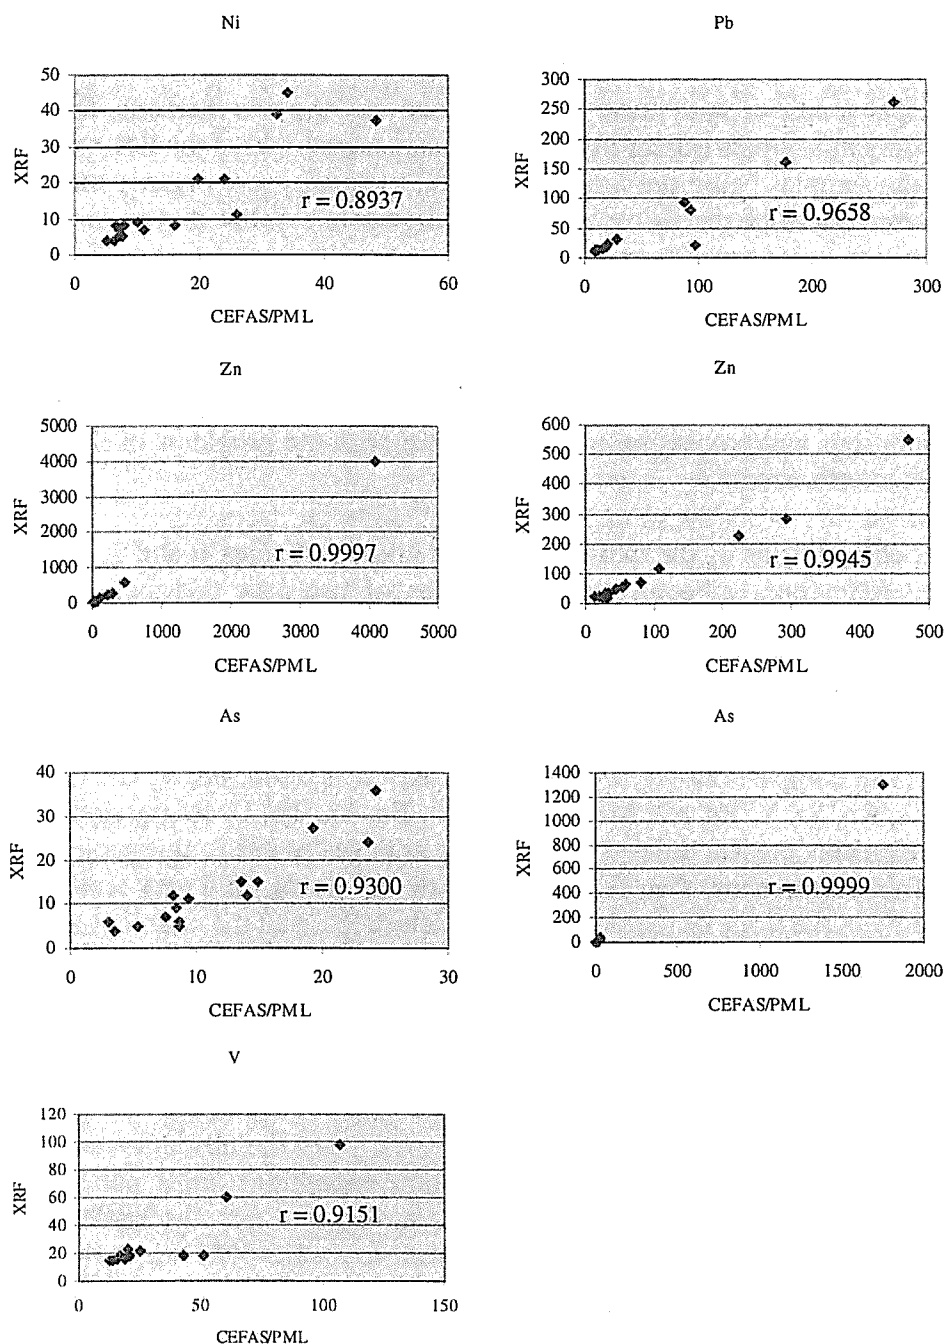 Ni
50
40
30
20
10
0
XRF
r = 0.8937
0 20 40 60
CEFAS/PML
Pb
300
250
200
150
100
50
0
XRF
r = 0.9658
0 100 200 300
CEFAS/PML
Zn
5000
4000
3000
2000
1000
0
XRF
r = 0.9997
0 1000 2000 3000 4000 5000
CEFAS/PML
Zn
600
500
400
300
200
100
0
XRF
r = 0.9945
0 100 200 300 400 500
CEFAS/PML
As
40
30
20
10
0
XRF
r = 0.9300
0 10 20 30
CEFAS/PML
As
1400
1200
1000
800
600
400
200
0
XRF
r = 0.9999
0 500 1000 1500 2000
CEFAS/PML
V
120
100
80
60
40
20
0
XRF
r = 0.9151
0 50 100 150
CEFAS/PML